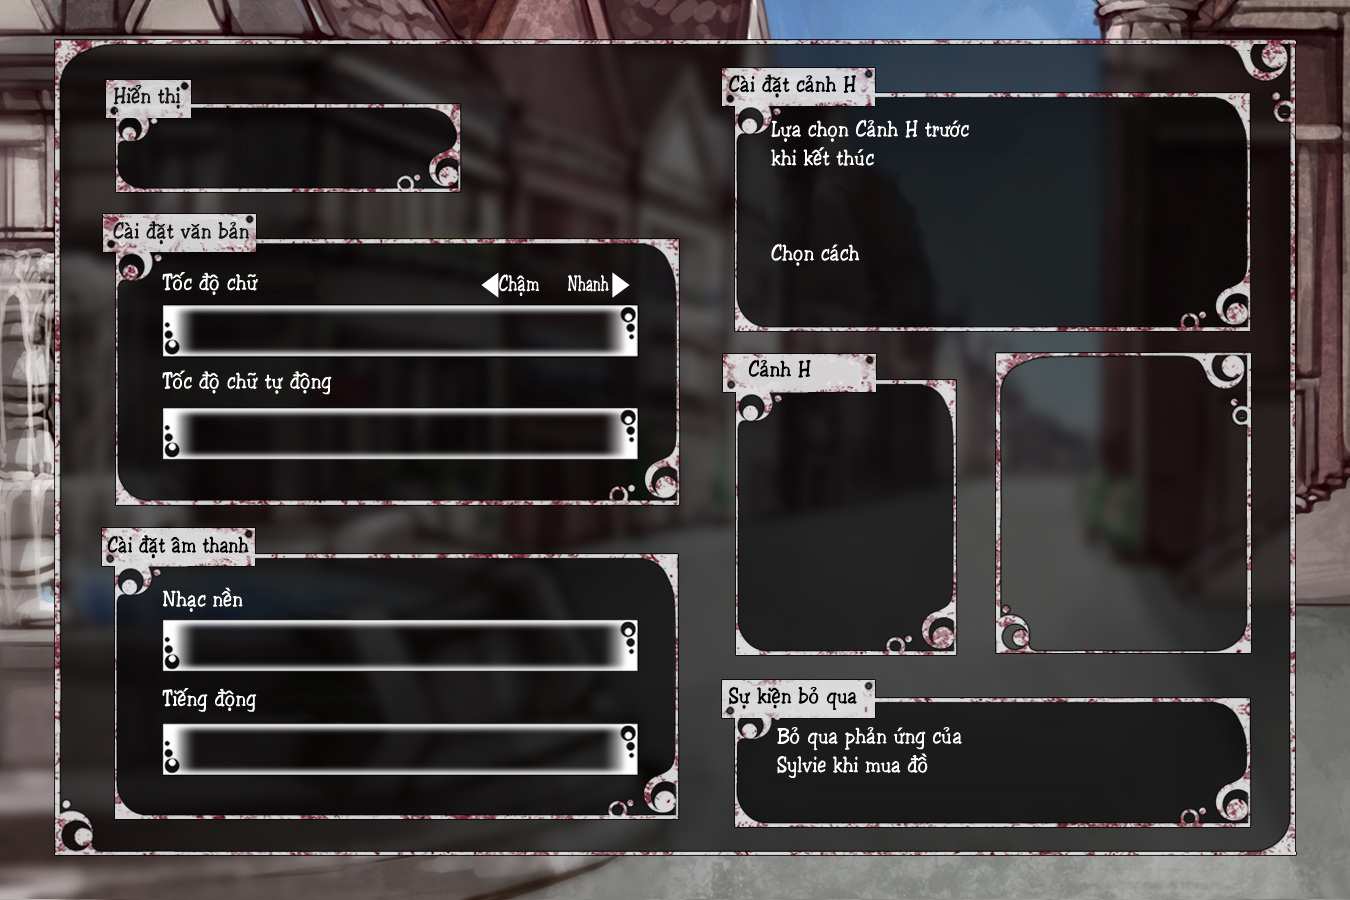 Hiển thị
Cài đặt văn bản
Tốc độ chữ
Chậm Nhanh
Tốc độ chữ tự động
Cài đặt âm thanh
Nhạc nền
Tiếng động
Cài đặt cảnh H
Lựa chọn Cảnh H trước
khi kết thúc
Chọn cách
Cảnh H
Sự kiện bỏ qua
Bỏ qua phản ứng của
Sylvie khi mua đồ